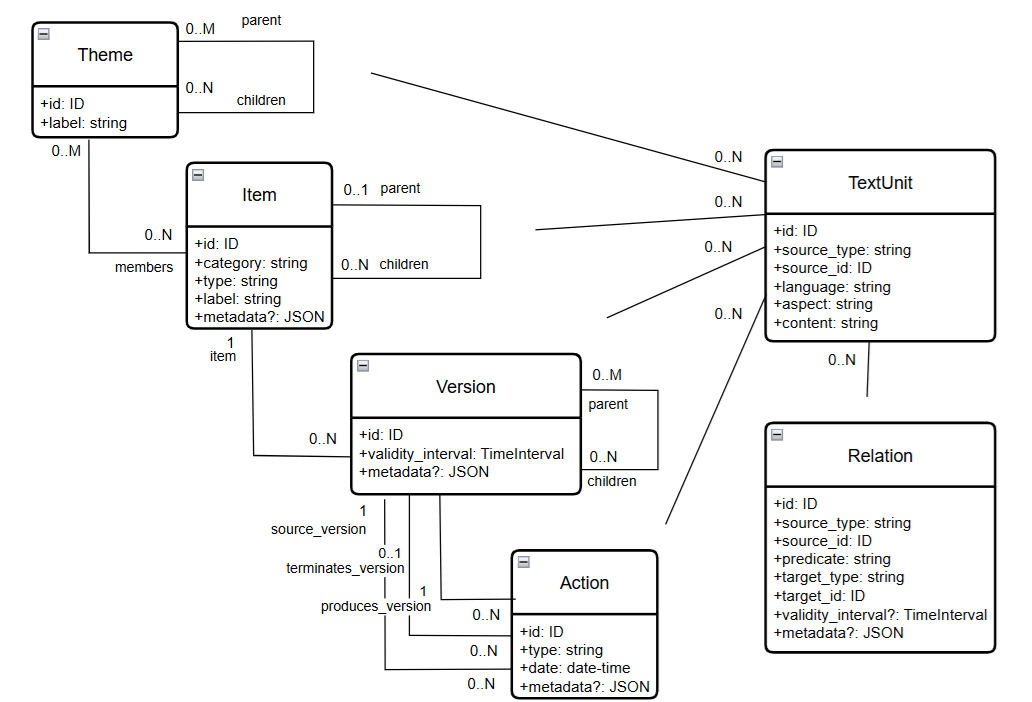 Theme
+id: ID
+label: string
0..M
parent
0..N
children
0..M
0..N
members
Item
+id: ID
+category: string
+type: string
+label: string
+metadata?: JSON
0..1
parent
0..N
children
1
item
0..N
Version
+id: ID
+validity_interval: TimeInterval
+metadata?: JSON
0..M
parent
0..N
children
1
source_version
0..1
terminates_version
1
produces_version
0..N
0..N
0..N
Action
+id: ID
+type: string
+date: date-time
+metadata?: JSON
0..N
0..N
0..N
0..N
0..N
TextUnit
+id: ID
+source_type: string
+source_id: ID
+language: string
+aspect: string
+content: string
Relation
+id: ID
+source_type: string
+source_id: ID
+predicate: string
+target_type: string
+target_id: ID
+validity_interval?: TimeInterval
+metadata?: JSON